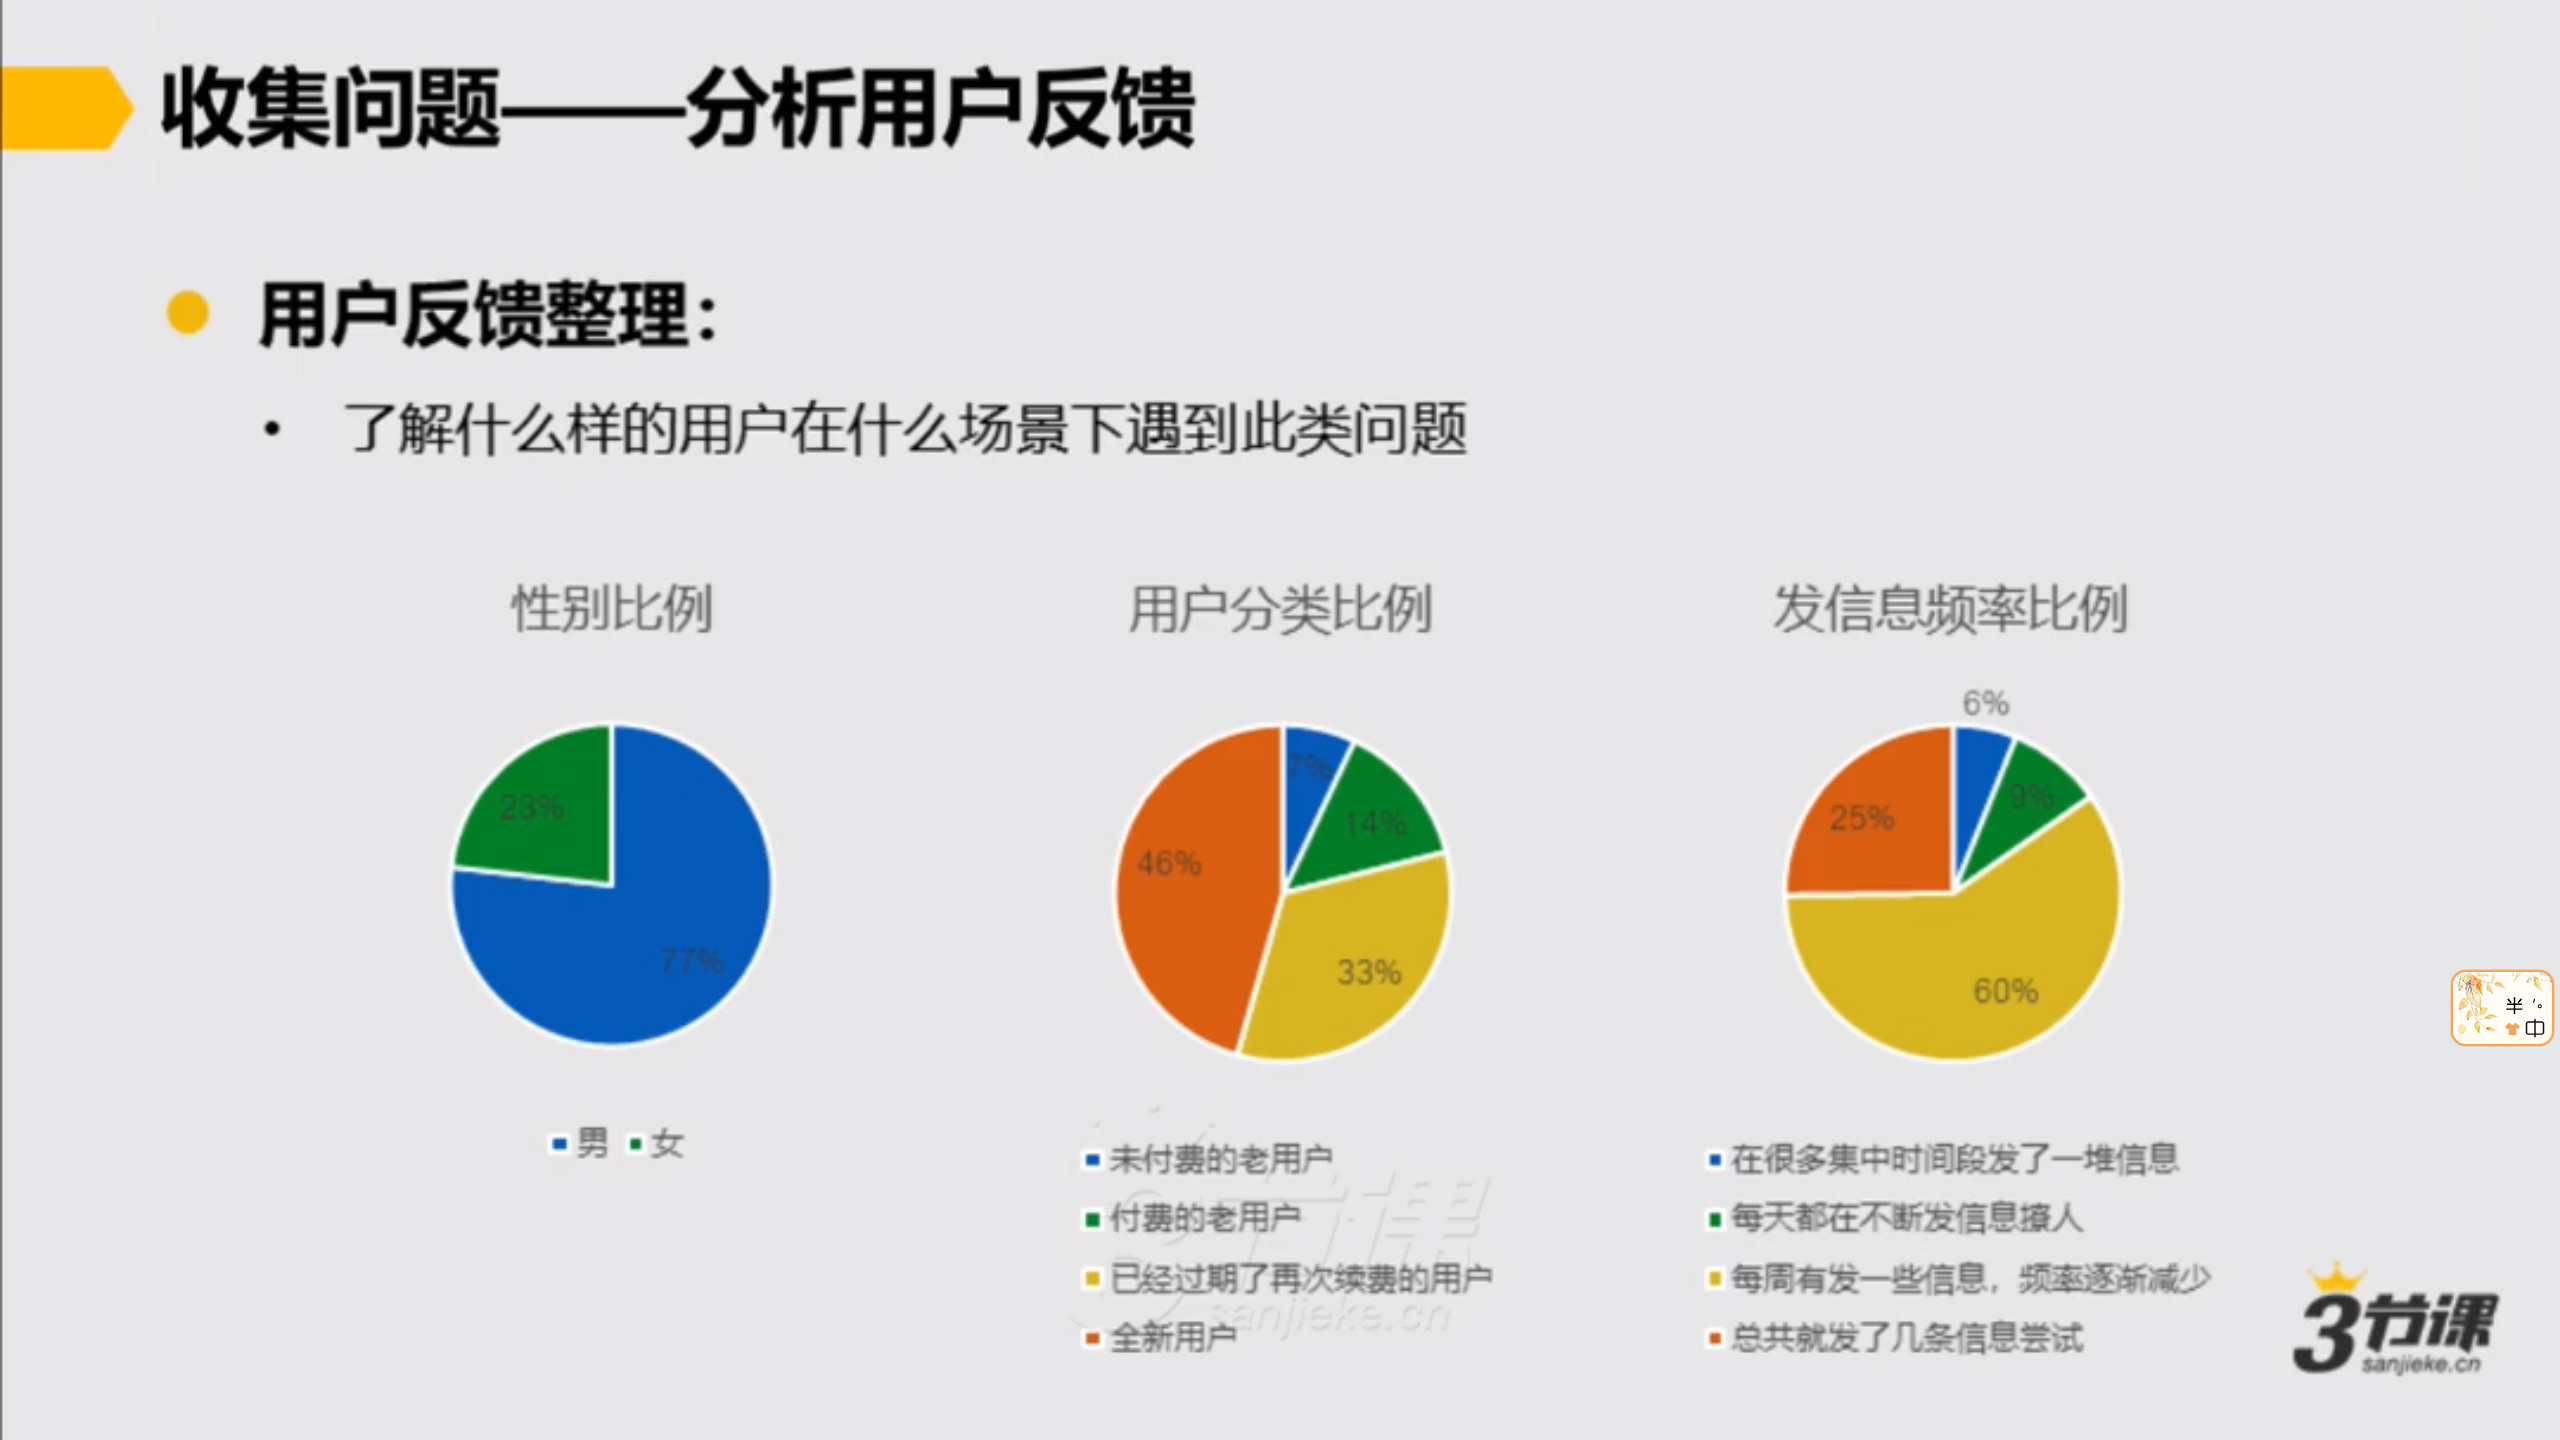 收集问题——分析用户反馈
用户反馈整理：
• 了解什么样的用户在什么场景下遇到此类问题
性别比例
23%
77%
男 女
用户分类比例
7%
14%
46%
33%
未付费的老用户
付费的老用户
已经过期了再次续费的用户
全新用户
发信息频率比例
6%
9%
25%
60%
在很多集中时间段发了一堆信息
每天都在不断发信息撩人
每周有发一些信息，频率逐渐减少
总共就发了几条信息尝试
3节课
sanjieke.cn
3节课
sanjieke.cn
半 ’。
中